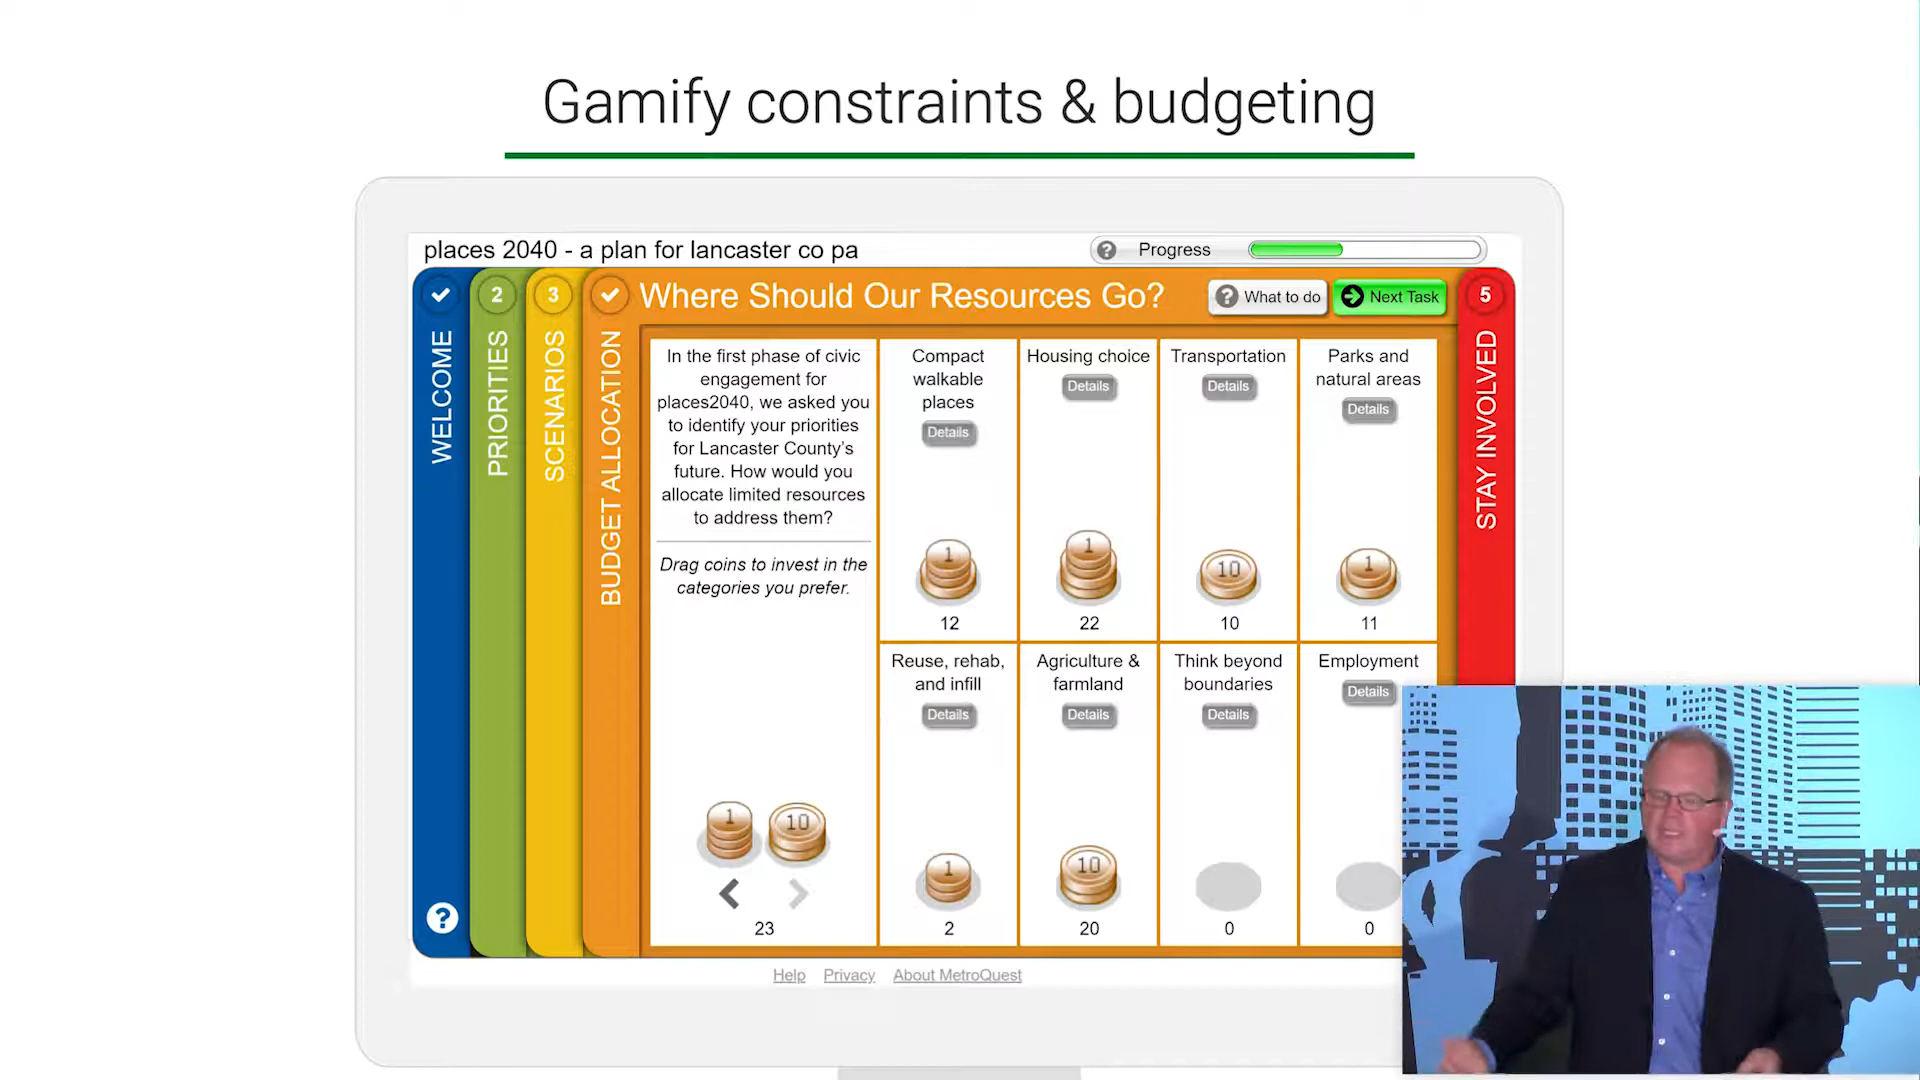 Gamify constraints & budgeting
places 2040 - a plan for lancaster co pa
? Progress
WELCOME
?
2
PRIORITIES
3
SCENARIOS
BUDGET ALLOCATION
Where Should Our Resources Go?
? What to do
Next Task
5
STAY INVOLVED
In the first phase of civic
engagement for
places2040, we asked you
to identify your priorities
for Lancaster County's
future. How would you
allocate limited resources
to address them?
Drag coins to invest in the
categories you prefer.
1 10
23
Compact
walkable
places
Details
1
12
Housing choice
Details
1
22
Transportation
Details
10
10
Parks and
natural areas
Details
1
11
Reuse, rehab,
and infill
Details
1
2
Agriculture &
farmland
Details
10
20
Think beyond
boundaries
Details
0
Employment
Details
0
Help Privacy About MetroQuest